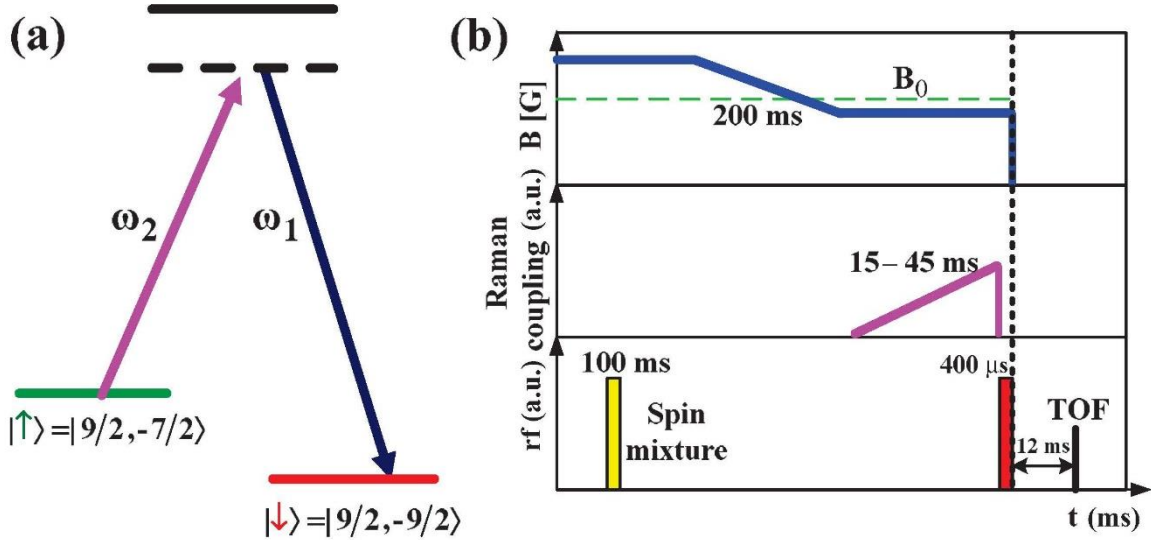 (a)
ω₂
ω₁
|↑⟩=|9/2,-7/2⟩
|↓⟩=|9/2,-9/2⟩
(b)
B [G]
B₀
200 ms
Raman
coupling (a.u.)
15– 45 ms
rf (a.u.)
100 ms
Spin
mixture
400 μs
TOF
12 ms
t (ms)